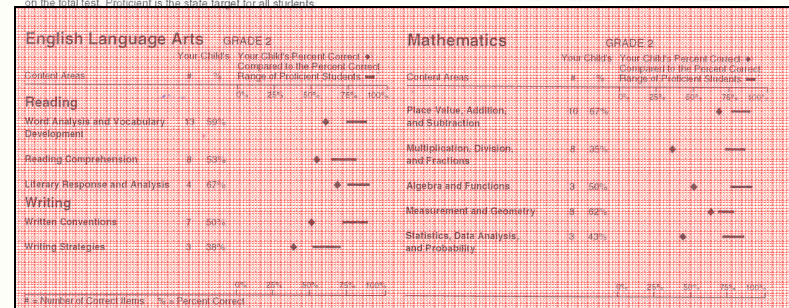 on the total test. Proficient is the state target for all students.
English Language Arts GRADE 2
Your Child's Your Child's Percent Correct ♦
Compared to the Percent Correct
Content Areas # % Range of Proficient Students ▬
0% 25% 50% 75% 100%
Reading
Word Analysis and Vocabulary 13 59%
Development
Reading Comprehension 8 53%
Literary Response and Analysis 4 67%
Writing
Written Conventions 7 50%
Writing Strategies 3 38%
0% 25% 50% 75% 100%
# = Number of Correct Items % = Percent Correct
Mathematics GRADE 2
Your Child's Your Child's Percent Correct ♦
Compared to the Percent Correct
Content Areas # % Range of Proficient Students ▬
0% 25% 50% 75% 100%
Place Value, Addition, 10 67%
and Subtraction
Multiplication, Division, 8 35%
and Fractions
Algebra and Functions 3 50%
Measurement and Geometry 62%
Statistics, Data Analysis, 3 43%
and Probability
0% 25% 50% 75% 100%